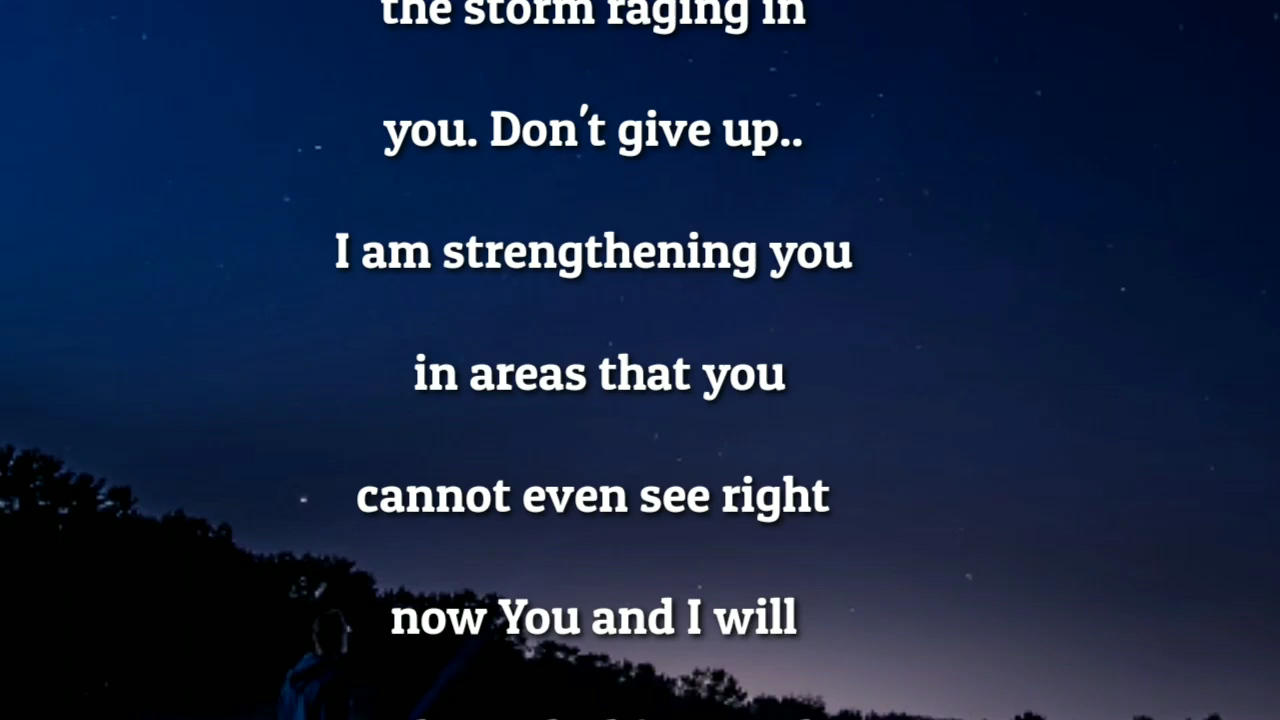 the storm raging in
you. Don't give up..
I am strengthening you
in areas that you
cannot even see right
now You and I will